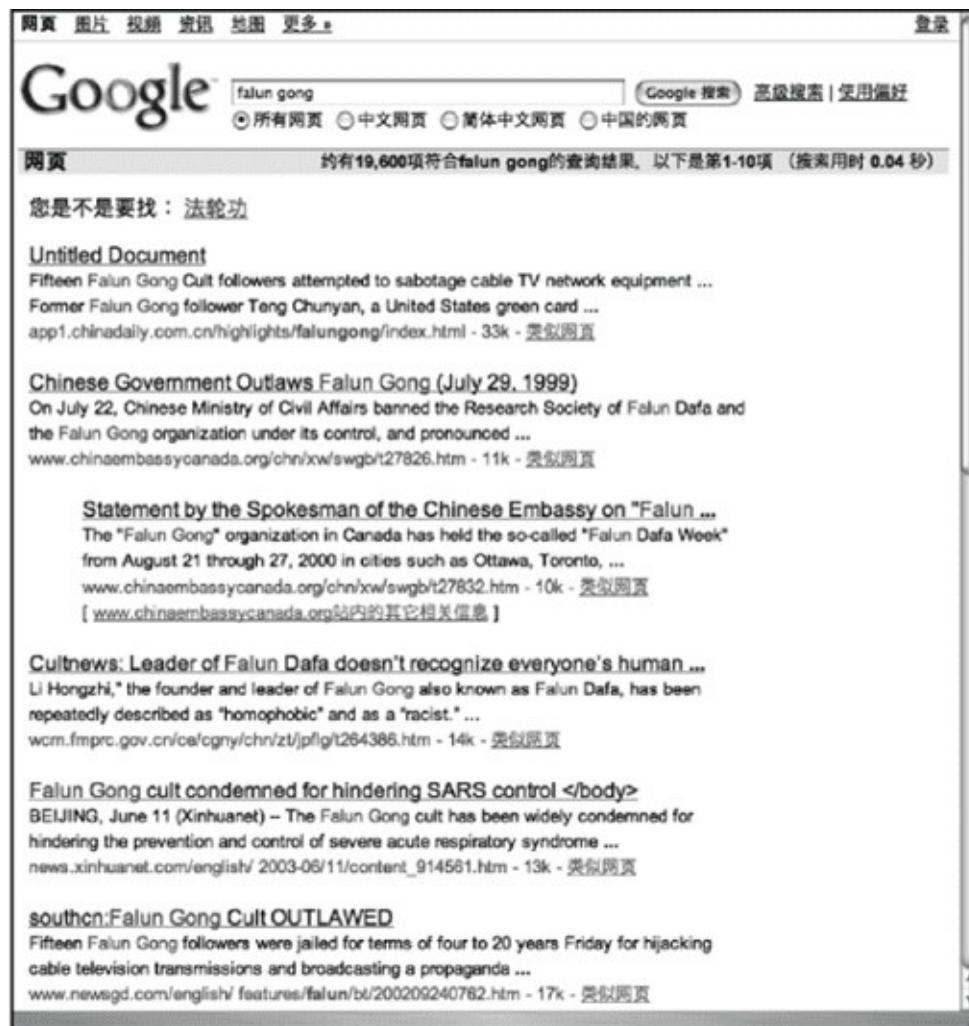 网页 图片 视频 资讯 地图 更多 » 登录
Google™ falun gong Google 搜索 高级搜索 | 使用偏好
所有网页 中文网页 简体中文网页 中国的网页
网页 约有19,600项符合falun gong的查询结果, 以下是第1-10项 (搜索用时 0.04 秒)
您是不是要找: 法轮功
Untitled Document
Fifteen Falun Gong Cult followers attempted to sabotage cable TV network equipment ...
Former Falun Gong follower Teng Chunyan, a United States green card ...
app1.chinadaily.com.cn/highlights/falungong/index.html - 33k - 类似网页
Chinese Government Outlaws Falun Gong (July 29, 1999)
On July 22, Chinese Ministry of Civil Affairs banned the Research Society of Falun Dafa and
the Falun Gong organization under its control, and pronounced ...
www.chinaembassycanada.org/chn/xw/swgb/t27826.htm - 11k - 类似网页
Statement by the Spokesman of the Chinese Embassy on "Falun ...
The "Falun Gong" organization in Canada has held the so-called "Falun Dafa Week"
from August 21 through 27, 2000 in cities such as Ottawa, Toronto, ...
www.chinaembassycanada.org/chn/xw/swgb/t27832.htm - 10k - 类似网页
[ www.chinaembassycanada.org站内的其它相关信息 ]
Cultnews: Leader of Falun Dafa doesn't recognize everyone's human ...
Li Hongzhi," the founder and leader of Falun Gong also known as Falun Dafa, has been
repeatedly described as "homophobic" and as a "racist." ...
wcm.fmprc.gov.cn/ce/cgny/chn/zt/jpflg/t264386.htm - 14k - 类似网页
Falun Gong cult condemned for hindering SARS control </body>
BEIJING, June 11 (Xinhuanet) -- The Falun Gong cult has been widely condemned for
hindering the prevention and control of severe acute respiratory syndrome ...
news.xinhuanet.com/english/ 2003-06/11/content_914561.htm - 13k - 类似网页
southcn:Falun Gong Cult OUTLAWED
Fifteen Falun Gong followers were jailed for terms of four to 20 years Friday for hijacking
cable television transmissions and broadcasting a propaganda ...
www.newsgd.com/english/ features/falun/bt/200209240762.htm - 17k - 类似网页